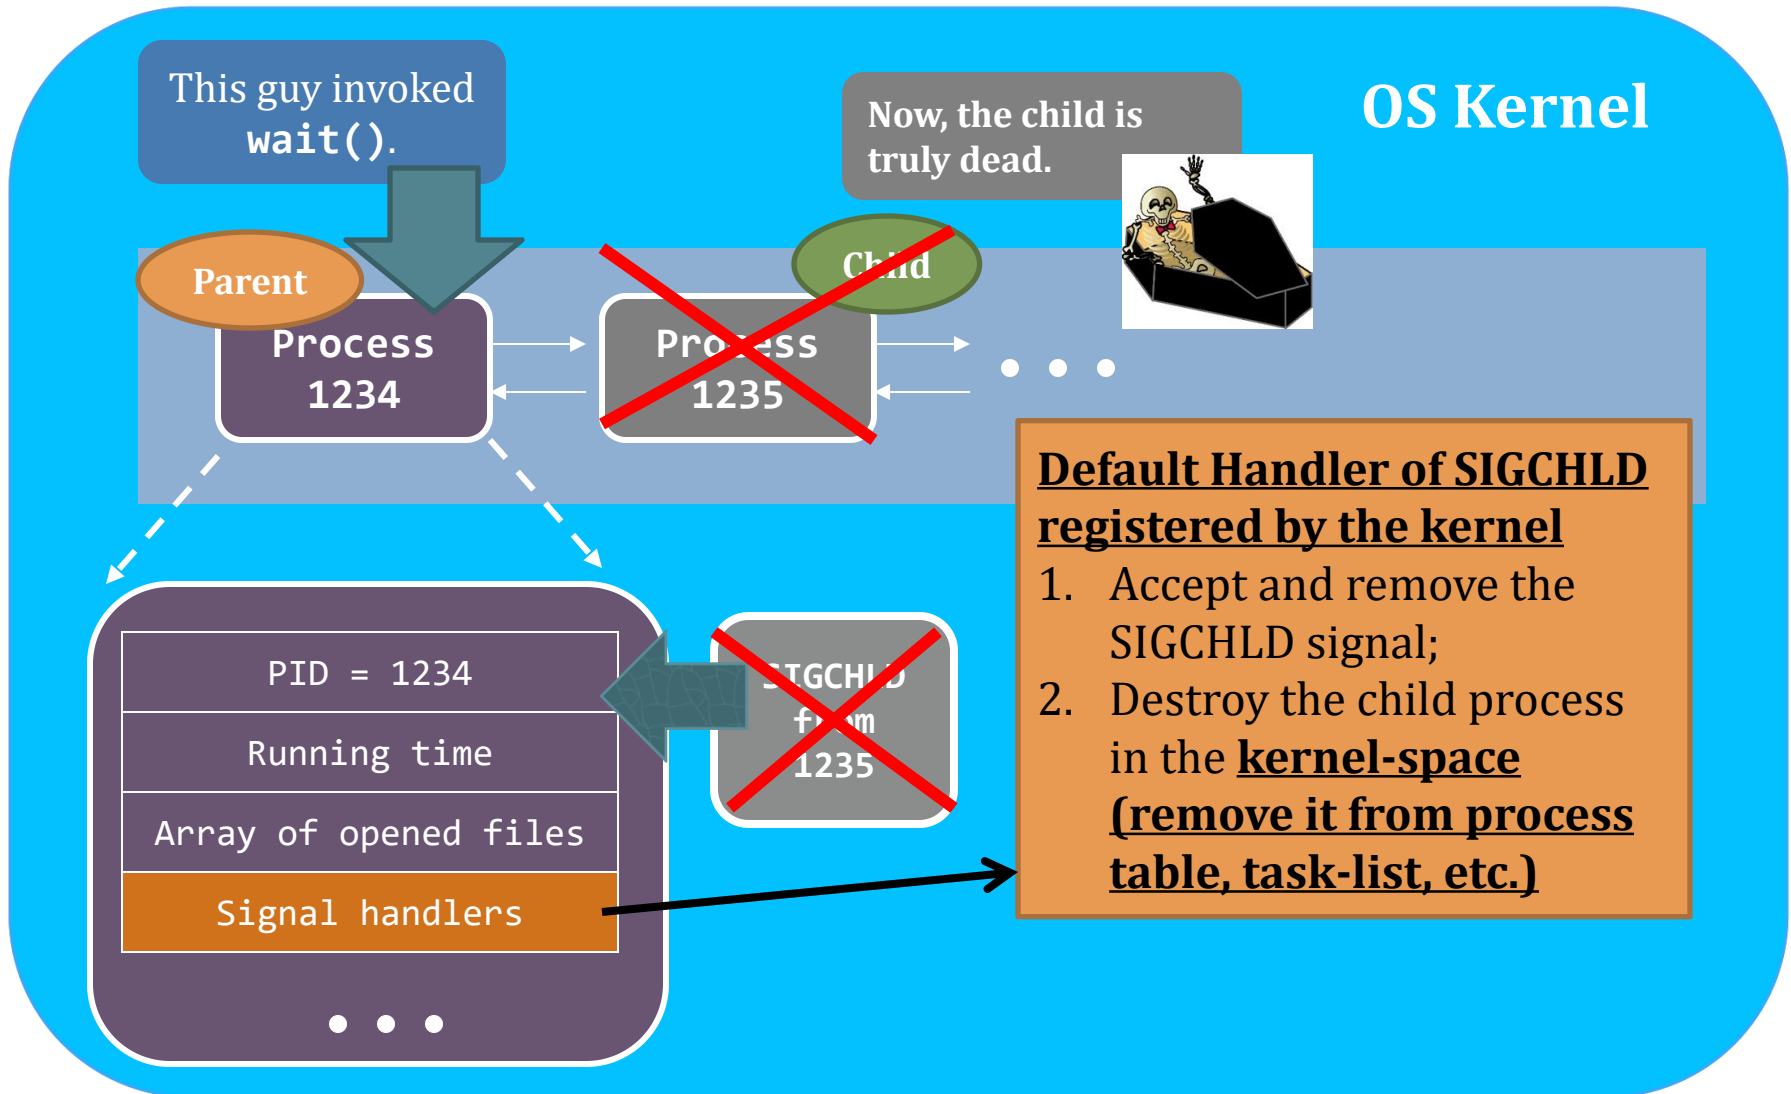 This guy invoked
wait().
Now, the child is
truly dead.
OS Kernel
Parent
Child
Process
1234
Process
1235
Default Handler of SIGCHLD
registered by the kernel
1. Accept and remove the
SIGCHLD signal;
2. Destroy the child process
in the kernel-space
(remove it from process
table, task-list, etc.)
PID = 1234
Running time
Array of opened files
Signal handlers
SIGCHLD
from
1235